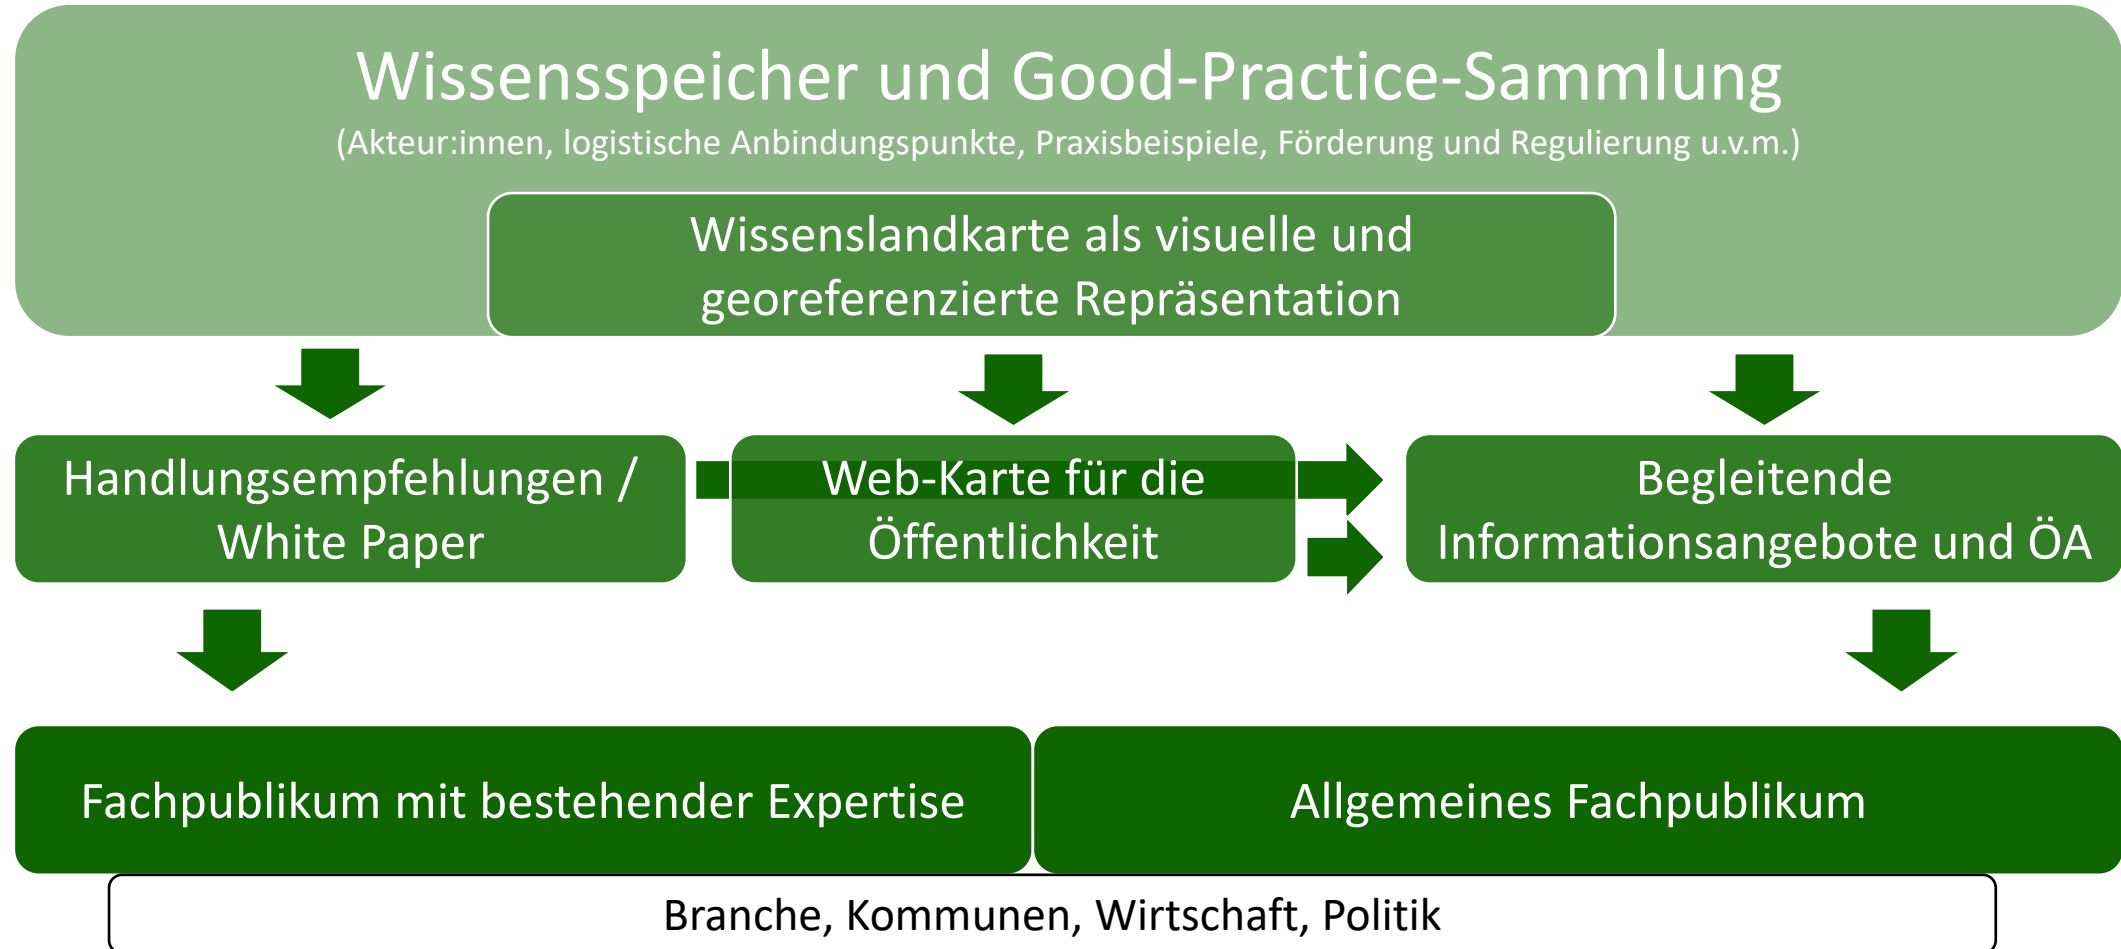 Wissensspeicher und Good-Practice-Sammlung
(Akteur:innen, logistische Anbindungspunkte, Praxisbeispiele, Förderung und Regulierung u.v.m.)
Wissenslandkarte als visuelle und
georeferenzierte Repräsentation
Handlungsempfehlungen /
White Paper
Web-Karte für die
Öffentlichkeit
Begleitende
Informationsangebote und ÖA
Fachpublikum mit bestehender Expertise
Allgemeines Fachpublikum
Branche, Kommunen, Wirtschaft, Politik